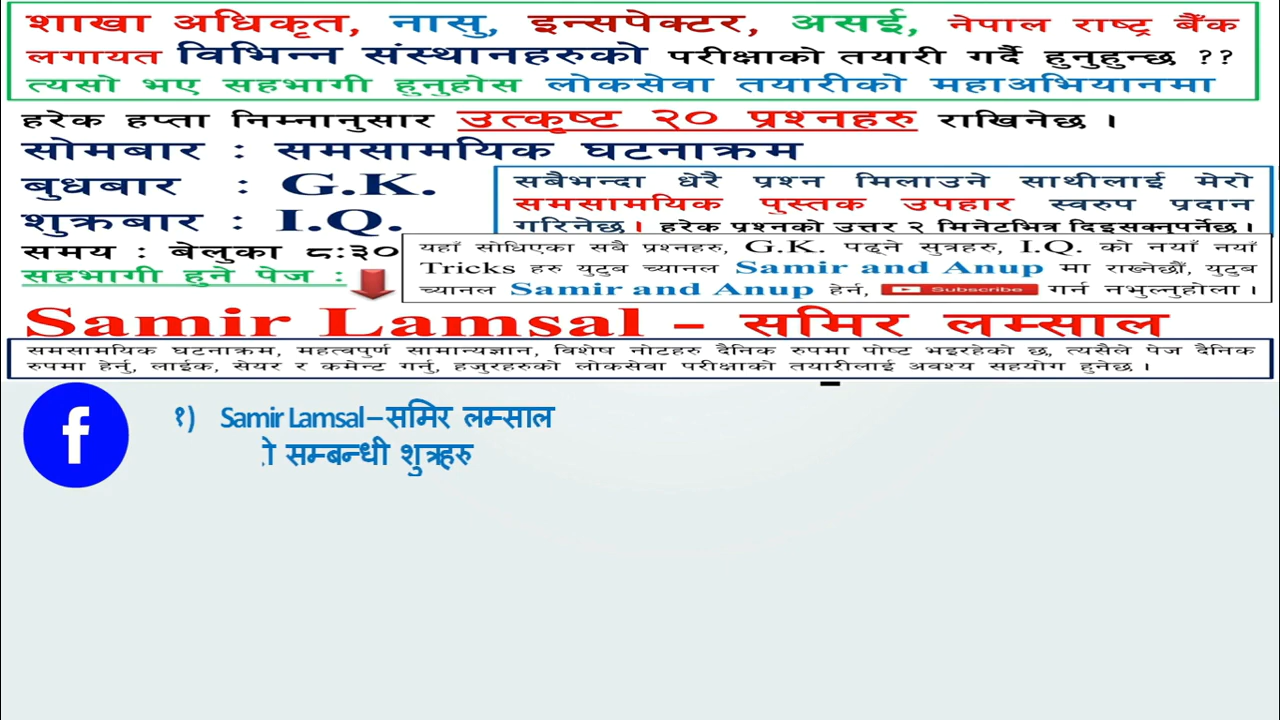 शाखा अधिकृत, नासु, इन्सपेक्टर, असई, नेपाल राष्ट्र बैँक
लगायत विभिन्न संस्थानहरुको परीक्षाको तयारी गर्दै हुनुहुन्छ ??
त्यसो भए सहभागी हुनुहोस लोकसेवा तयारीको महाअभियानमा
हरेक हप्ता निम्नानुसार उत्कृष्ट २० प्रश्नहरु राखिनेछ ।
सोमबार : समसामयिक घटनाक्रम
बुधबार : G.K.
शुक्रबार : I.Q.
समय : बेलुका ८:३०
सहभागी हुने पेज :
सबैभन्दा धेरै प्रश्न मिलाउने साथीलाई मेरो
समसामयिक पुस्तक उपहार स्वरुप प्रदान
गरिनेछ । हरेक प्रश्नको उत्तर २ मिनेटभित्र दिइसक्नुपर्नेछ ।
यहाँ सोधिएका सबै प्रश्नहरु, G.K. पढ्ने सुत्रहरु, I.Q. को नयाँ नयाँ
Tricks हरु युटुब च्यानल Samir and Anup मा राख्नेछौं, युटुब
च्यानल Samir and Anup हेर्न, Subscribe गर्न नभुल्नुहोला ।
Samir Lamsal – समिर लम्साल
समसामयिक घटनाक्रम, महत्वपुर्ण सामान्यज्ञान, विशेष नोटहरु दैनिक रुपमा पोष्ट भइरहेको छ, त्यसैले पेज दैनिक
रुपमा हेर्नु, लाईक, सेयर र कमेन्ट गर्नु, हजुरहरुको लोकसेबा परीक्षाको तयारीलाई अबश्य सहयोग हुनेछ ।
f
१) Samir Lamsal – समिर लम्साल
सम्बन्धी शुत्रहरु